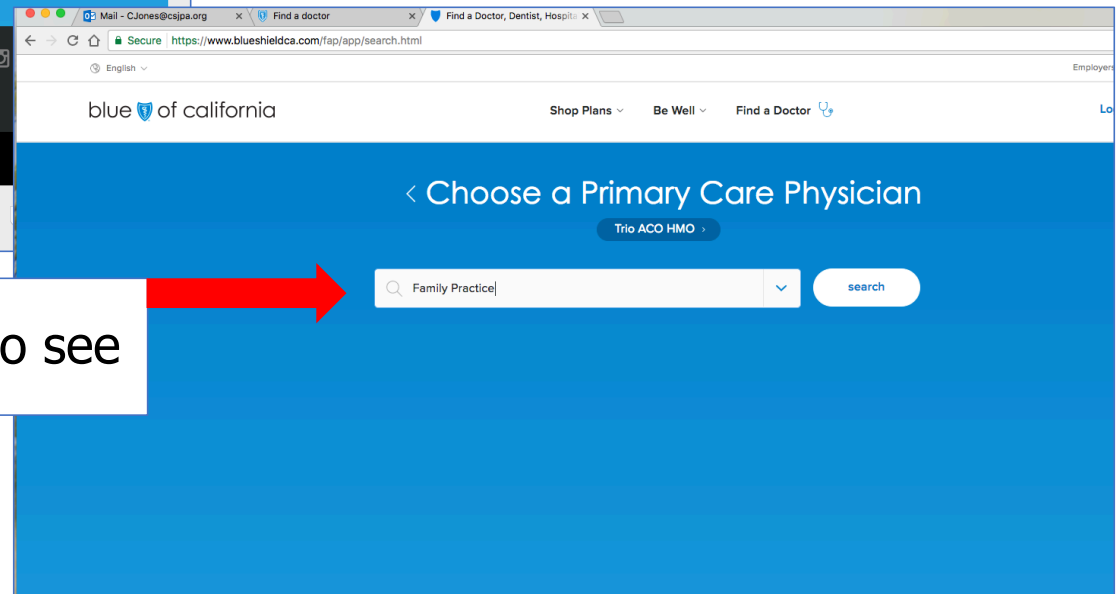 Mail - CJones@csjpa.org
Find a doctor
Find a Doctor, Dentist, Hospita
Secure https://www.blueshieldca.com/fap/app/search.html
English
Employers
blue of california
Shop Plans
Be Well
Find a Doctor
Lo
< Choose a Primary Care Physician
Trio ACO HMO >
Family Practice
search
o see